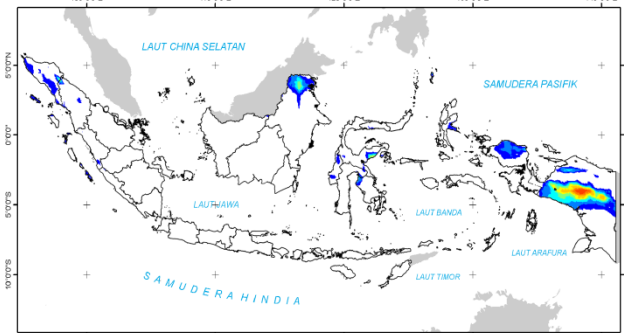 LAUT CHINA SELATAN
SAMUDERA PASIFIK
5°0'0"N
0°0'0"
5°0'0"S
10°0'0"S
LAUT JAWA
LAUT BANDA
LAUT ARAFURA
LAUT TIMOR
SAMUDERA HINDIA